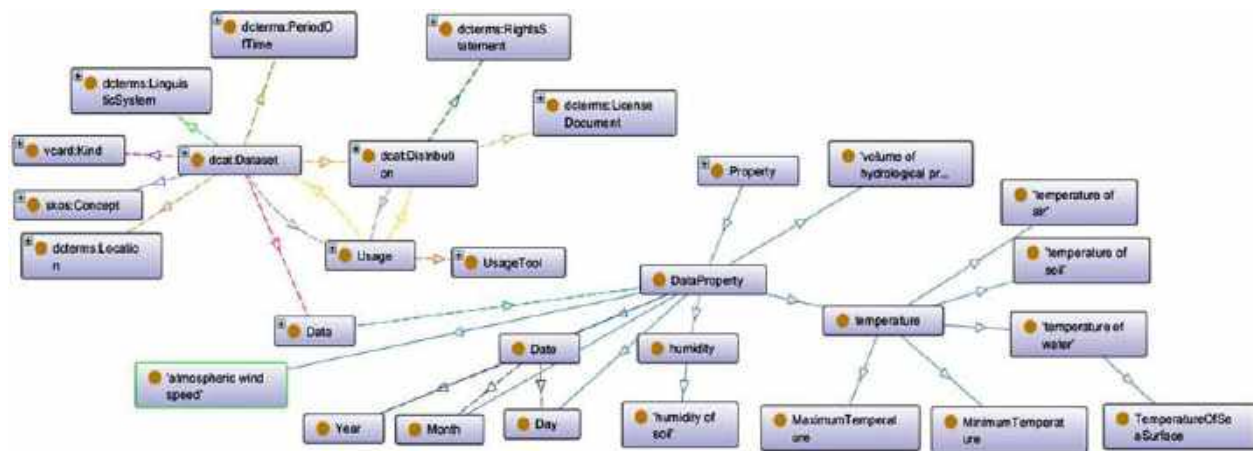 dcterms:PeriodO
fTime
dcterms:RightsS
tatement
dcterms:Linguis
ticSystem
dcterms:License
Document
vcard:Kind
dcat:Dataset
dcat:Distributi
on
Property
'volume of
hydrological pr...
skos:Concept
'temperature of
air'
dcterms:Locatio
n
Usage
UsageTool
'temperature of
soil'
DataProperty
Data
temperature
'temperature of
water'
Date
humidity
'atmospheric wind
speed'
Year
Month
Day
'humidity of
soil'
MaximumTemperat
ure
MinimumTemperat
ure
TemperatureOfSe
aSurface